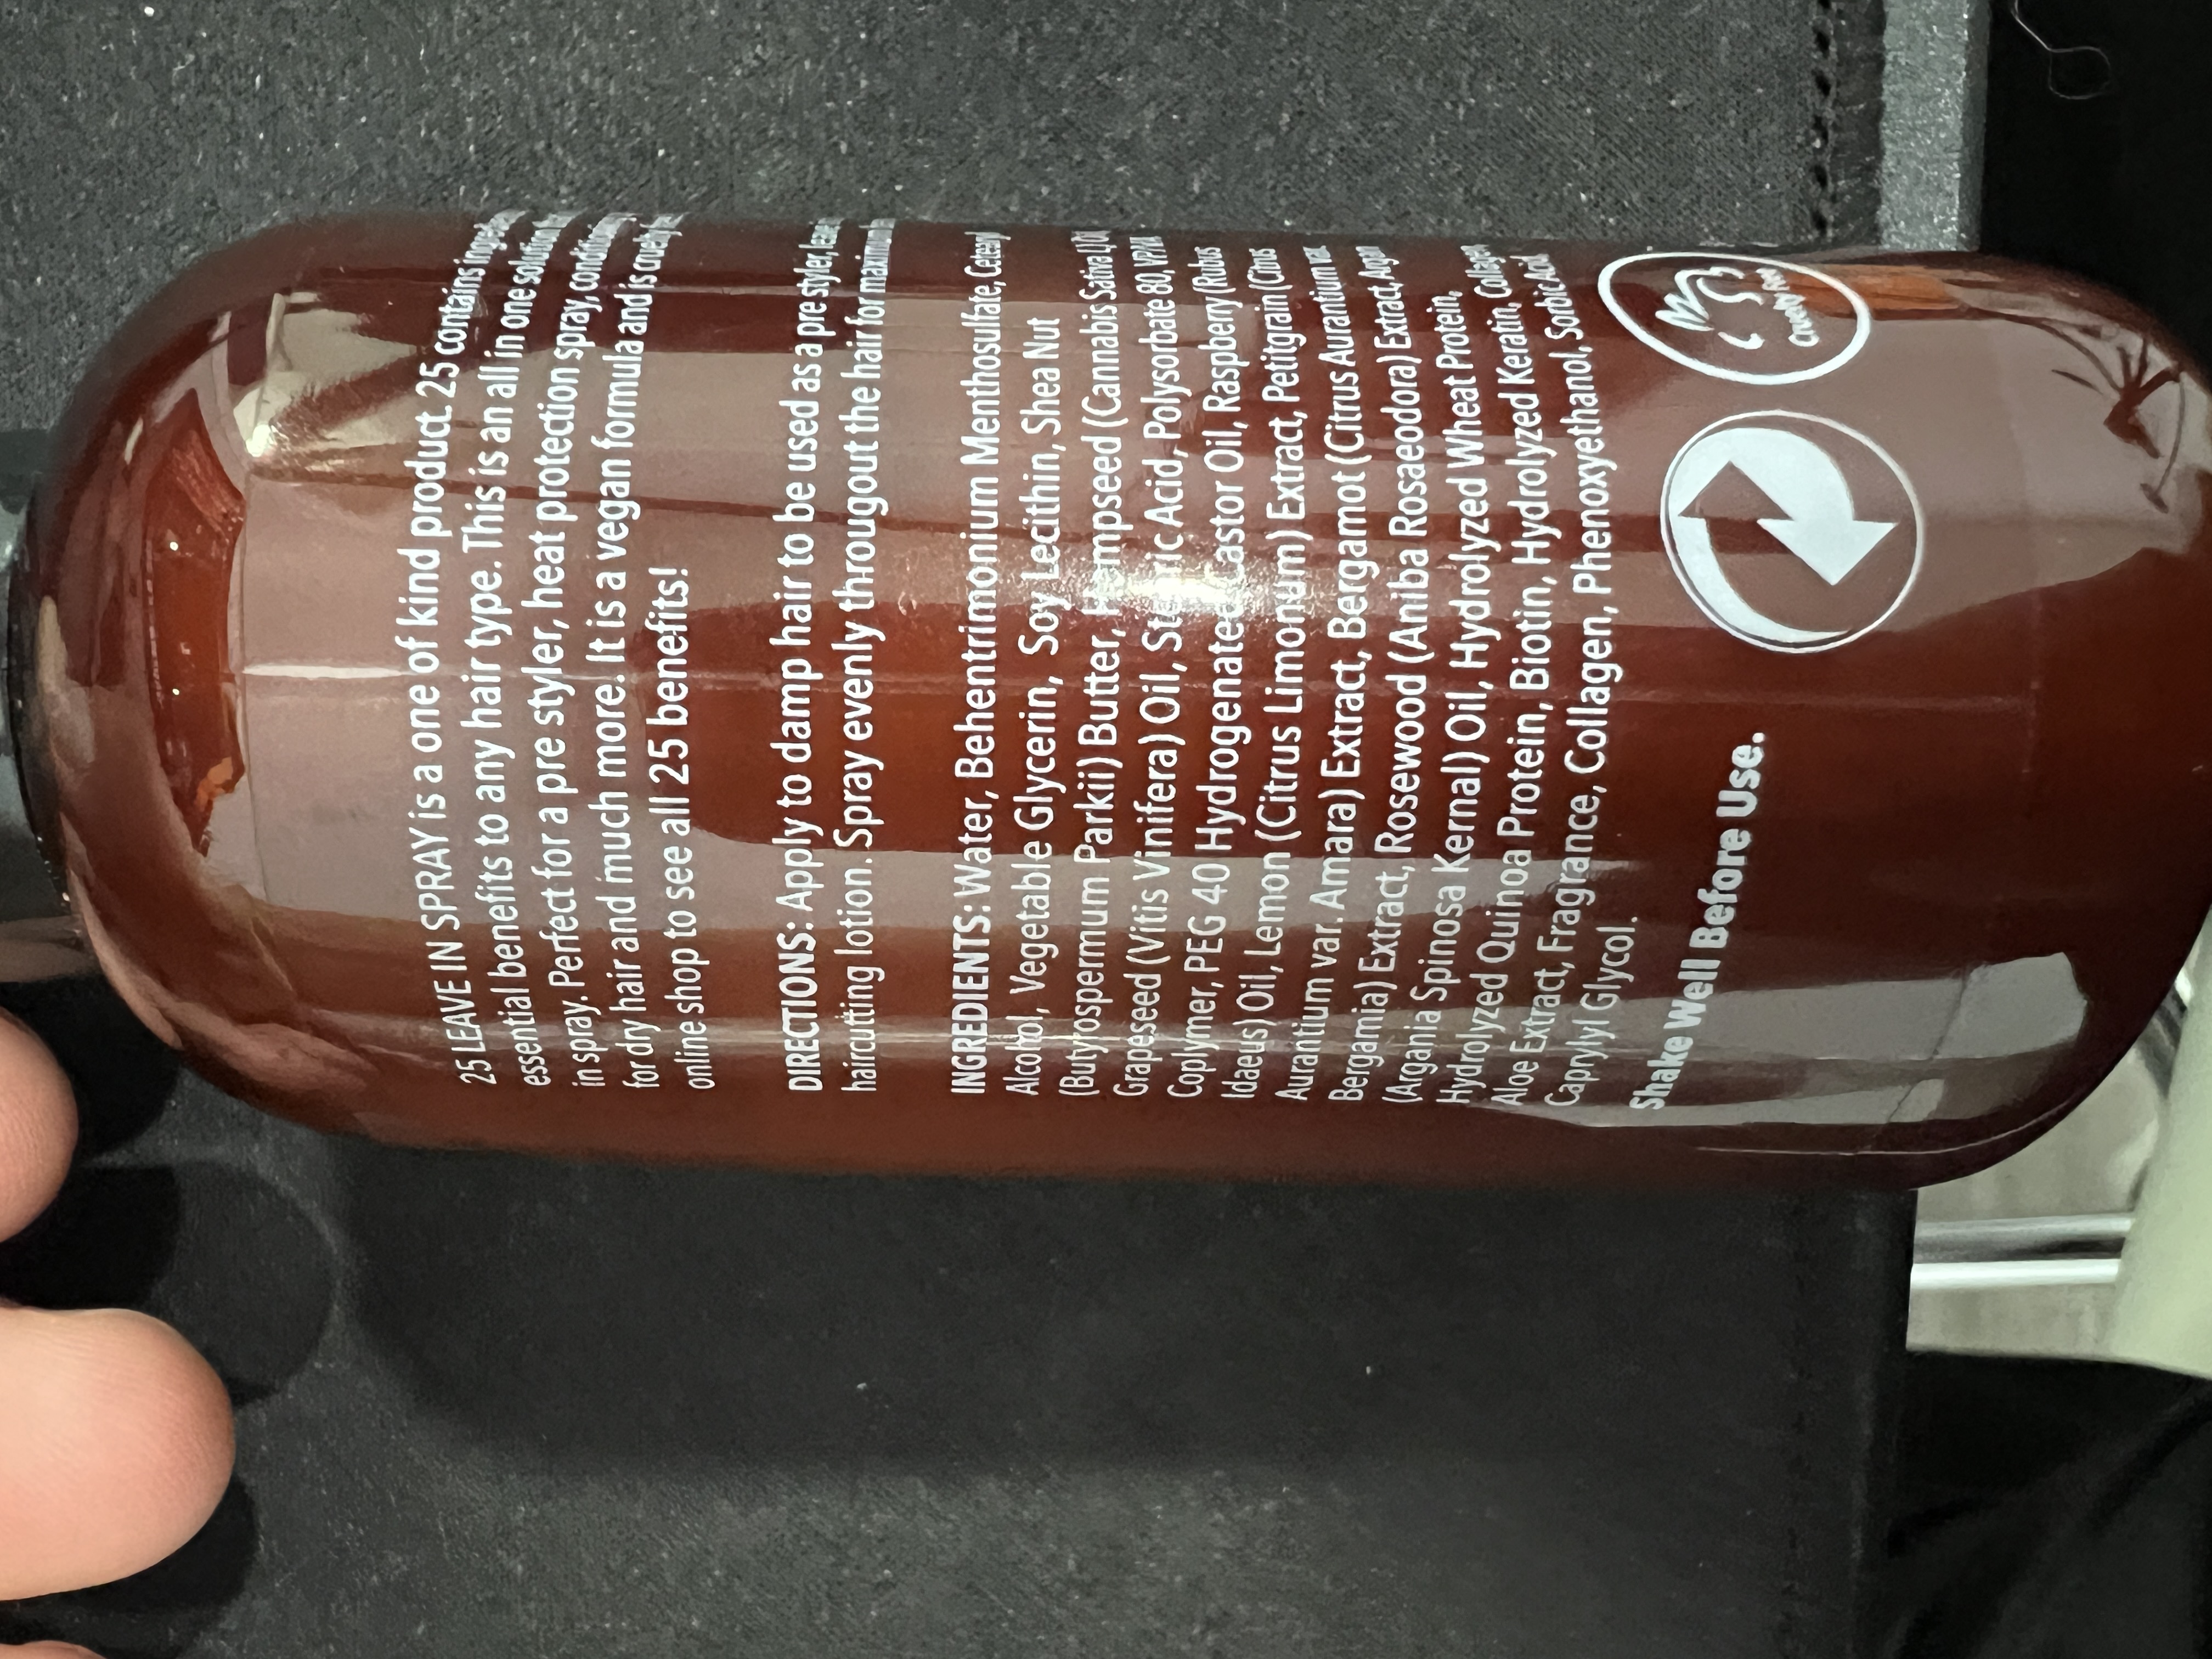 25 LEAVE IN SPRAY is a one of kind product. 25 contains
essential benefits to any hair type. This is an all in one solution
in spray. Perfect for a pre styler, heat protection spray,
for dry hair and much more. It is a vegan formula and is
online shop to see all 25 benefits!
DIRECTIONS: Apply to damp hair to be used as a pre styler,
haircutting lotion. Spray evenly througout the hair for
INGREDIENTS: Water, Behentrimonium Menthosulfate,
Alcohol, Vegetable Glycerin, Soy Lecithin, Shea Nut
(Butyrospermum Parkii) Butter, Hempseed (Cannabis Sativa L)
Grapeseed (Vitis Vinifera) Oil, Stearic Acid, Polysorbate 80, VP/VA
Coplymer, PEG 40 Hydrogenated Castor Oil, Raspberry (Rubus
Idaeus) Oil, Lemon (Citrus Limonum) Extract, Petitgrain (Citrus
Aurantium var. Amara) Extract, Bergamot (Citrus Aurantium var.
Bergamia) Extract, Rosewood (Aniba Rosaeodora) Extract, Argan
(Argania Spinosa Kernal) Oil, Hydrolyzed Wheat Protein,
Hydrolyzed Quinoa Protein, Biotin, Hydrolyzed Keratin, Collagen
Aloe Extract, Fragrance, Collagen, Phenoxyethanol, Sorbic Acid,
Caprylyl Glycol.
Shake Well Before Use.